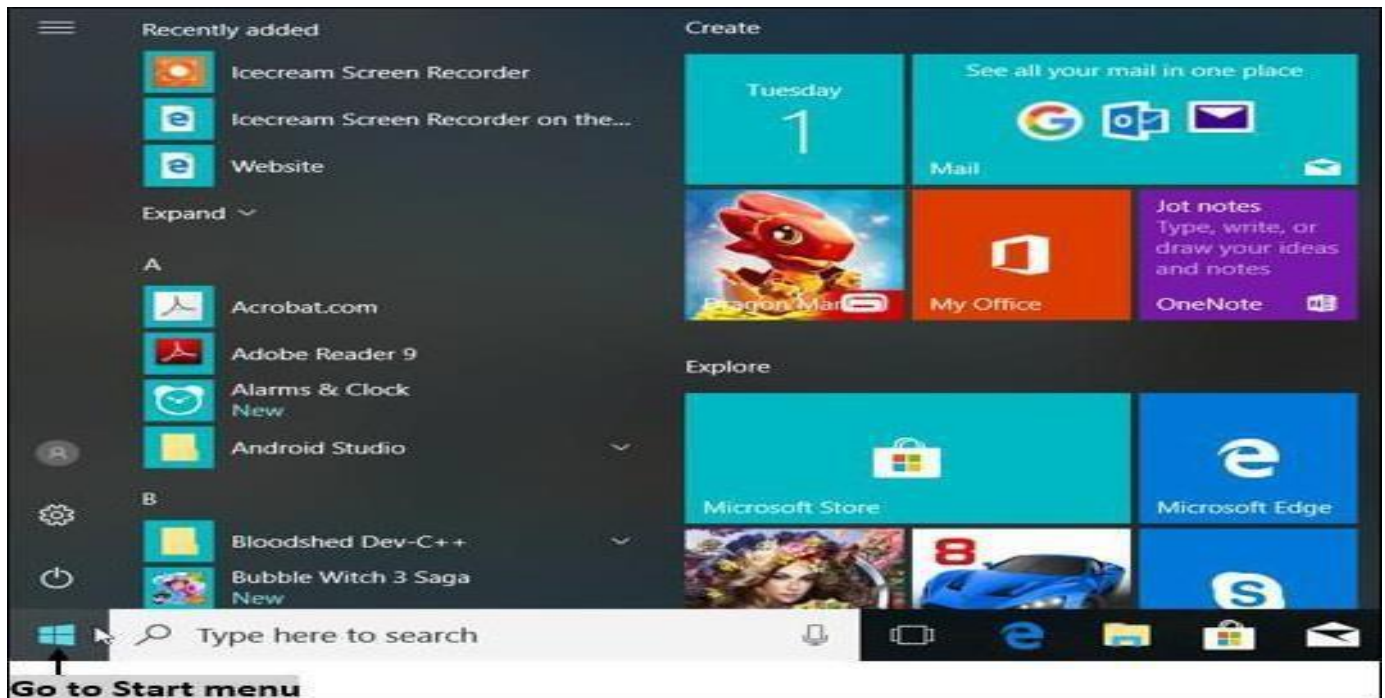 Recently added
Icecream Screen Recorder
Icecream Screen Recorder on the...
Website
Expand
A
Acrobat.com
Adobe Reader 9
Alarms & Clock
New
Android Studio
B
Bloodshed Dev-C++
Bubble Witch 3 Saga
New
Create
Tuesday
1
See all your mail in one place
Mail
Dragon Man
My Office
Jot notes
Type, write, or
draw your ideas
and notes
OneNote
Explore
Microsoft Store
Microsoft Edge
8
Type here to search
Go to Start menu